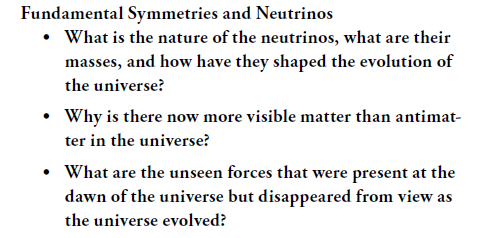 Fundamental Symmetries and Neutrinos
• What is the nature of the neutrinos, what are their
masses, and how have they shaped the evolution of
the universe?
• Why is there now more visible matter than antimat-
ter in the universe?
• What are the unseen forces that were present at the
dawn of the universe but disappeared from view as
the universe evolved?